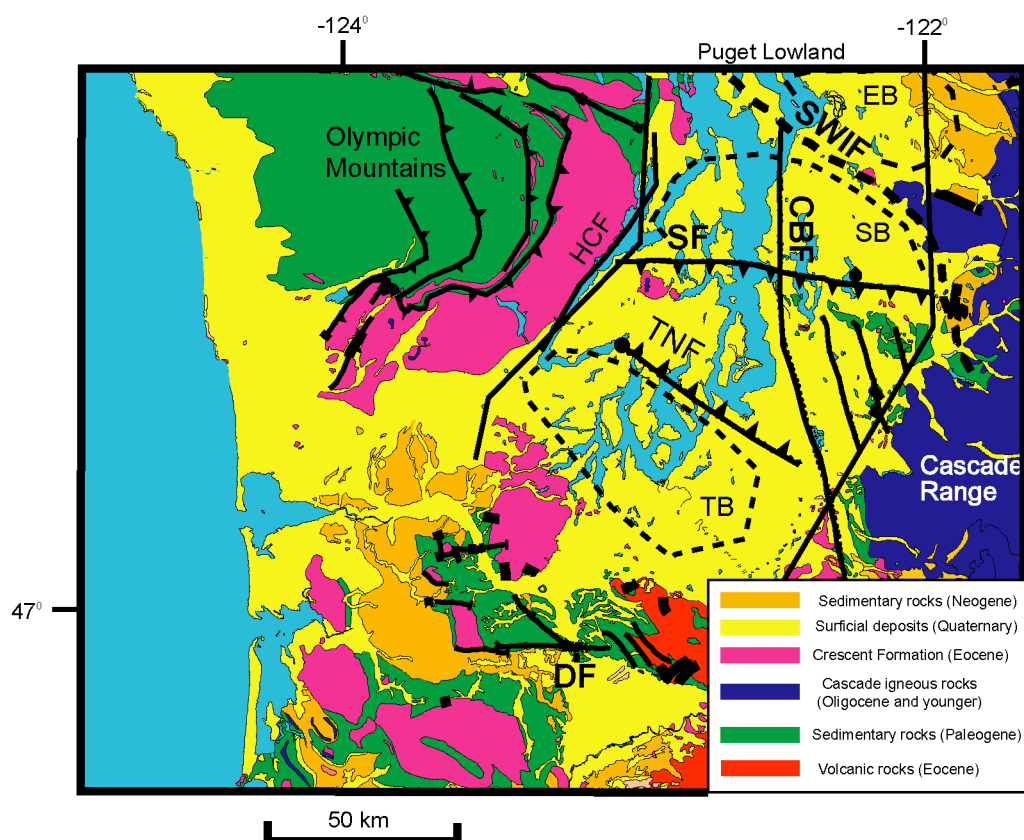 -124⁰
-122⁰
Puget Lowland
EB
SWIF
Olympic
Mountains
HCF
SF
CBF
SB
TNF
Cascade
Range
TB
47⁰
DF
Sedimentary rocks (Neogene)
Surficial deposits (Quaternary)
Crescent Formation (Eocene)
Cascade igneous rocks
(Oligocene and younger)
Sedimentary rocks (Paleogene)
Volcanic rocks (Eocene)
50 km